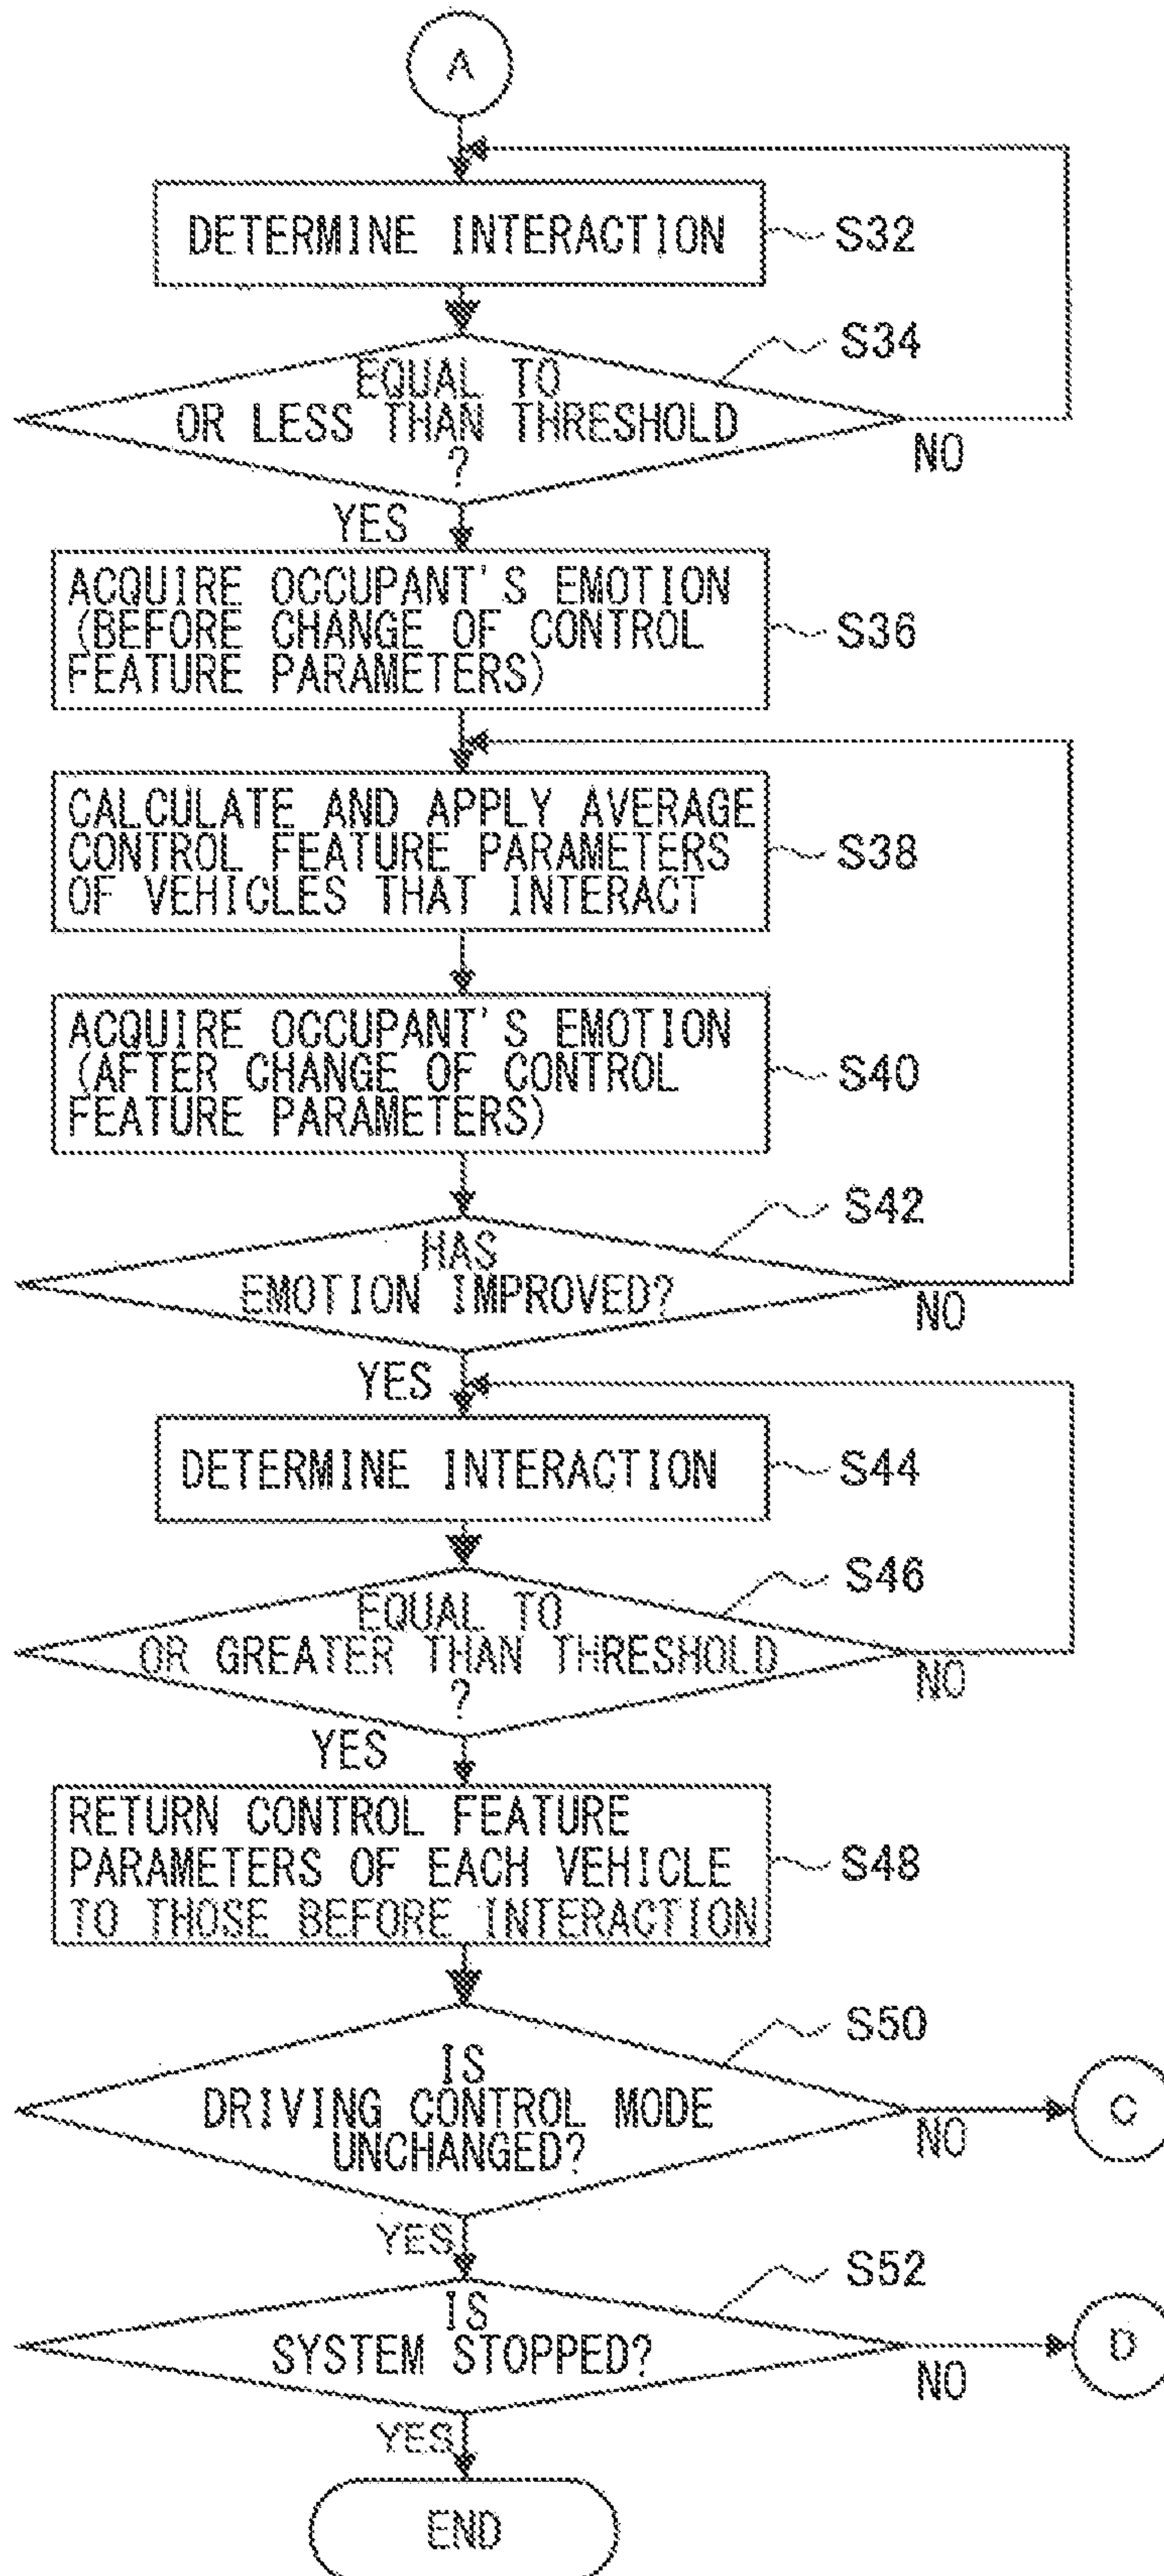 A
DETERMINE INTERACTION
S32
S34
EQUAL TO
OR LESS THAN THRESHOLD
?
NO
YES
ACQUIRE OCCUPANT'S EMOTION
(BEFORE CHANGE OF CONTROL
FEATURE PARAMETERS)
S36
CALCULATE AND APPLY AVERAGE
CONTROL FEATURE PARAMETERS
OF VEHICLES THAT INTERACT
S38
ACQUIRE OCCUPANT'S EMOTION
(AFTER CHANGE OF CONTROL
FEATURE PARAMETERS)
S40
S42
HAS
EMOTION IMPROVED?
NO
YES
DETERMINE INTERACTION
S44
S46
EQUAL TO
OR GREATER THAN THRESHOLD
?
NO
YES
RETURN CONTROL FEATURE
PARAMETERS OF EACH VEHICLE
TO THOSE BEFORE INTERACTION
S48
S50
IS
DRIVING CONTROL MODE
UNCHANGED?
NO
C
YES
S52
IS
SYSTEM STOPPED?
NO
D
YES
END